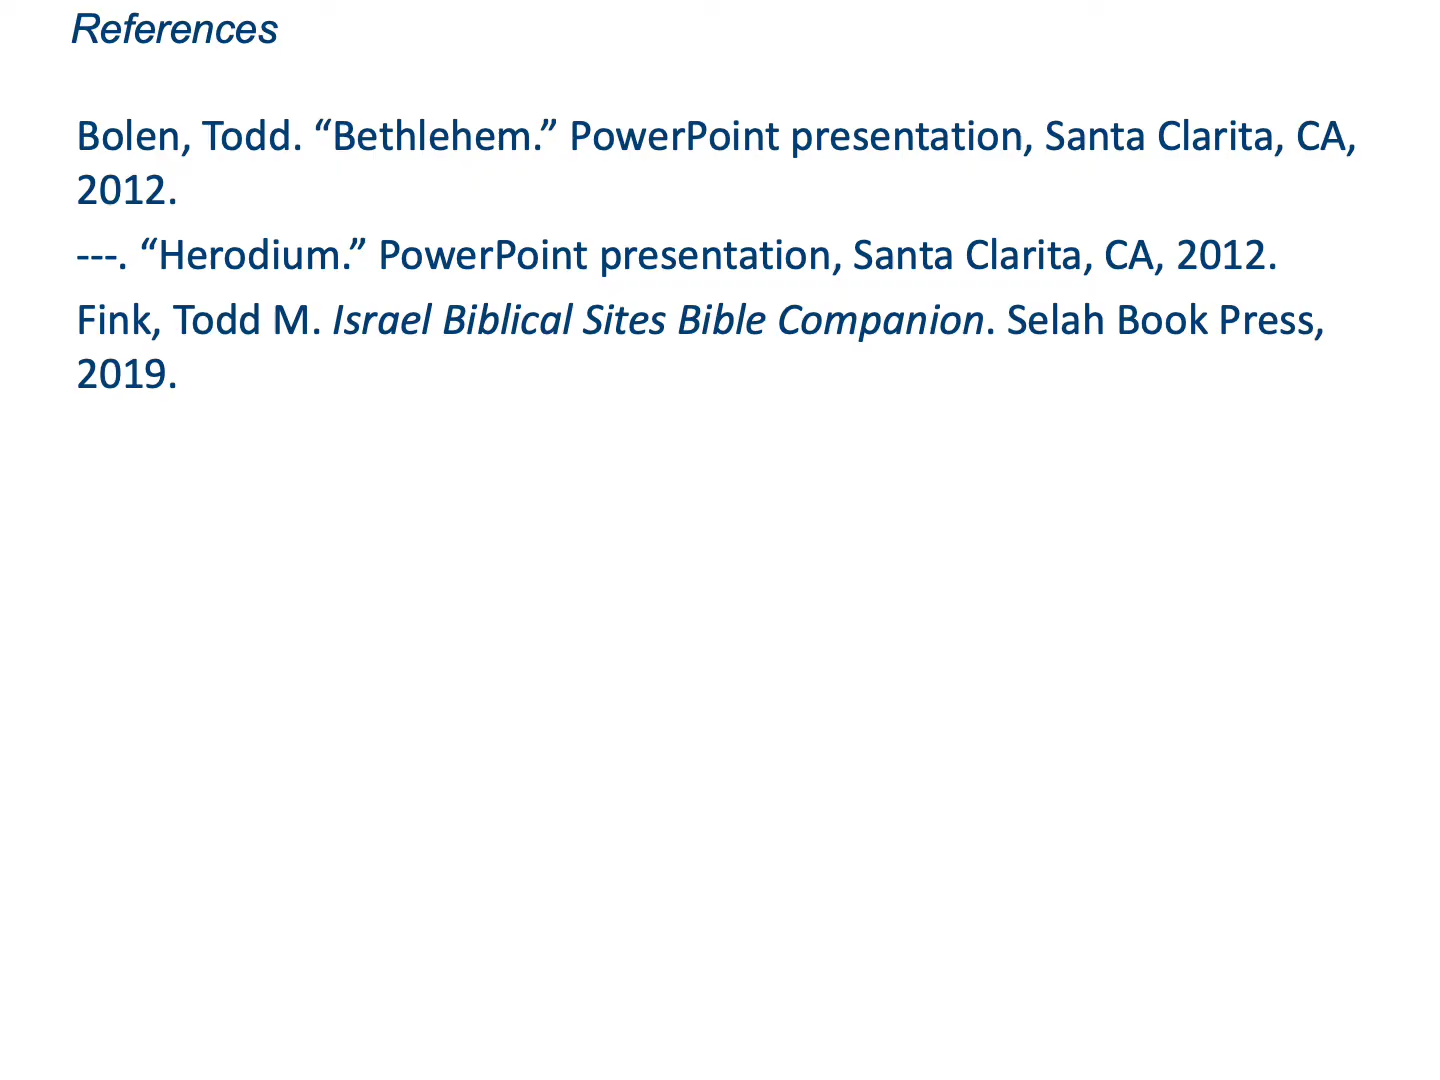 References
Bolen, Todd. “Bethlehem.” PowerPoint presentation, Santa Clarita, CA,
2012.
---. “Herodium.” PowerPoint presentation, Santa Clarita, CA, 2012.
Fink, Todd M. Israel Biblical Sites Bible Companion. Selah Book Press,
2019.